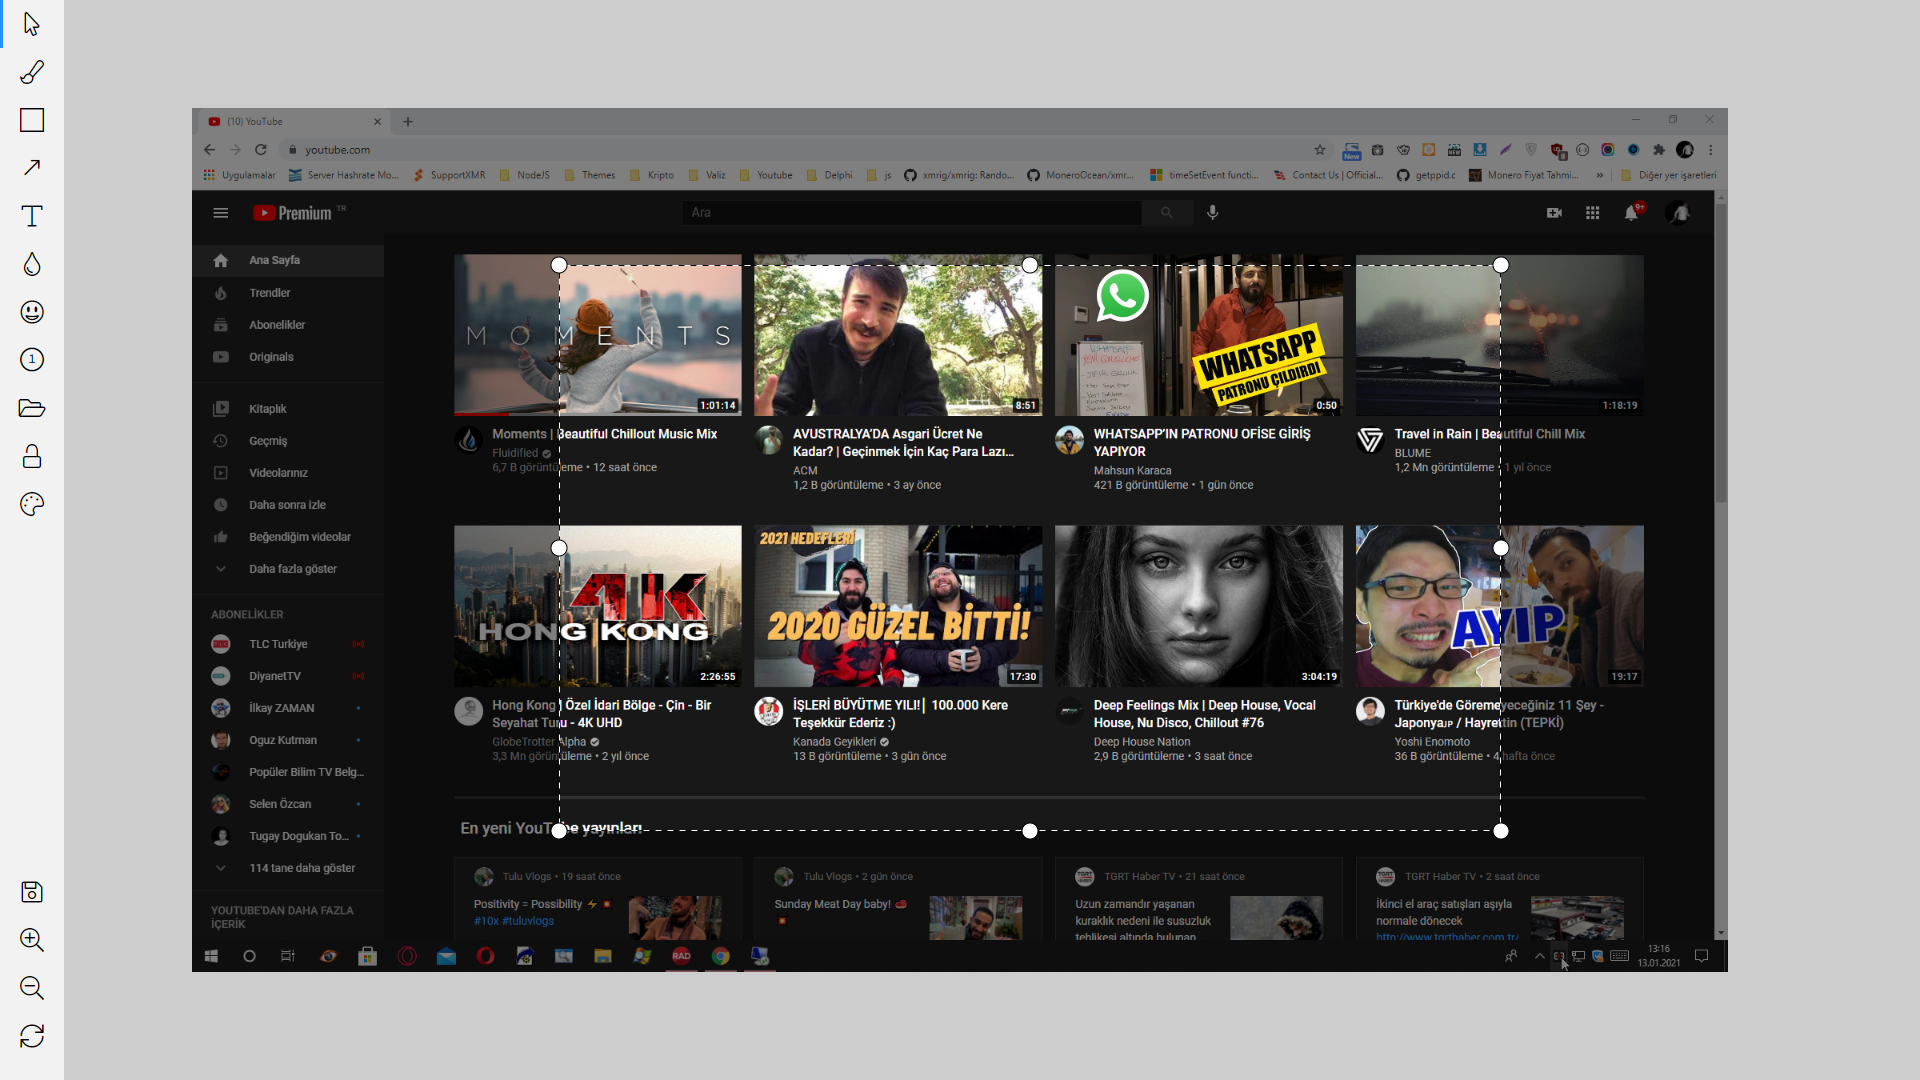 (10) YouTube
youtube.com
Uygulamalar
Server Hashrate Mo...
SupportXMR
NodeJS
Themes
Kripto
Valiz
Youtube
Delphi
js
xmrig/xmrig: Rando...
MoneroOcean/xmr...
timeSetEvent functi...
Contact Us | Official...
getppid.c
Monero Fiyat Tahmi...
»
Diğer yer işaretleri
New
Premium TR
Ara
9+
Ana Sayfa
Trendler
Abonelikler
Originals
Kitaplık
Geçmiş
Videolarınız
Daha sonra izle
Beğendiğim videolar
Daha fazla göster
ABONELİKLER
TLC Turkiye
DiyanetTV
İlkay ZAMAN
Oguz Kutman
Popüler Bilim TV Belg...
Selen Özcan
Tugay Dogukan To...
114 tane daha göster
YOUTUBE'DAN DAHA FAZLA
İÇERİK
MOMENTS
1:01:14
Moments | Beautiful Chillout Music Mix
Fluidified
6,7 B görüntüleme • 12 saat önce
8:51
AVUSTRALYA'DA Asgari Ücret Ne
Kadar? | Geçinmek İçin Kaç Para Lazı...
ACM
1,2 B görüntüleme • 3 ay önce
WHATSAPP
PATRONU ÇILDIRDI
0:50
WHATSAPP'IN PATRONU OFİSE GİRİŞ
YAPIYOR
Mahsun Karaca
421 B görüntüleme • 1 gün önce
1:18:19
Travel in Rain | Beautiful Chill Mix
BLUME
1,2 Mn görüntüleme • 1 yıl önce
4K
HONG KONG
2:26:55
Özel İdari Bölge - Çin - Bir
Hong Kong
Seyahat Turu - 4K UHD
GlobeTrotter Alpha
3,3 Mn görüntüleme • 2 yıl önce
2021 HEDEFLERİ
2020 GÜZEL BİTTİ!
17:30
İŞLERİ BÜYÜTME YILI!| 100.000 Kere
Teşekkür Ederiz :)
Kanada Geyikleri
13 B görüntüleme • 3 gün önce
3:04:19
Deep Feelings Mix | Deep House, Vocal
House, Nu Disco, Chillout #76
Deep House Nation
2,9 B görüntüleme • 3 saat önce
AYIP
19:17
Türkiye'de Göremeyeceğiniz 11 Şey -
Japonya JP / Hayrettin (TEPKİ)
Yoshi Enomoto
36 B görüntüleme • 4 hafta önce
En yeni YouTube yayınları
Tulu Vlogs • 19 saat önce
Positivity = Possibility
#10x #tuluvlogs
Tulu Vlogs • 2 gün önce
Sunday Meat Day baby!
TGRT Haber TV • 21 saat önce
Uzun zamandır yaşanan
kuraklık nedeni ile susuzluk
tehlikesi altında bulunan
TGRT Haber TV • 2 saat önce
İkinci el araç satışları aşıyla
normale dönecek
http://www.tgrthaber.com.tr/
RAD
13:16
13.01.2021
T
1